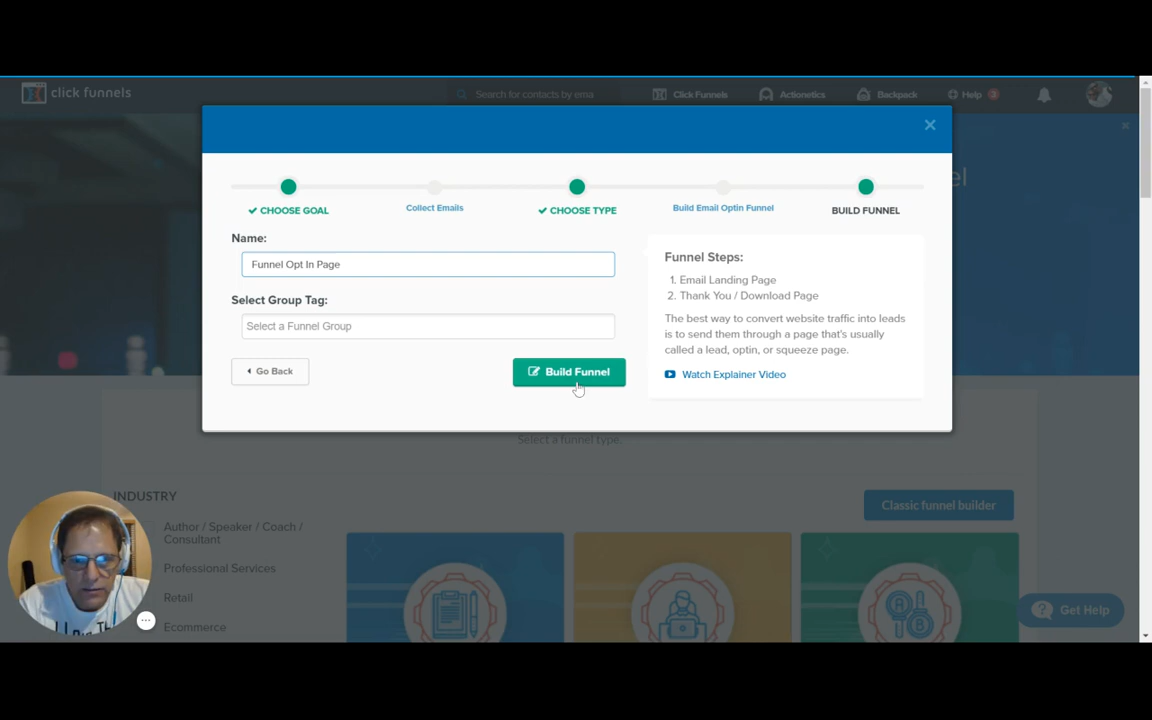 click funnels
Search for contacts by ema
Click Funnels
Actionetics
Backpack
Help
el
CHOOSE GOAL
Collect Emails
CHOOSE TYPE
Build Email Optin Funnel
BUILD FUNNEL
Name:
Funnel Opt In Page
Select Group Tag:
Select a Funnel Group
Go Back
Build Funnel
Funnel Steps:
1. Email Landing Page
2. Thank You / Download Page
The best way to convert website traffic into leads
is to send them through a page that's usually
called a lead, optin, or squeeze page.
Watch Explainer Video
Select a funnel type.
INDUSTRY
Author / Speaker / Coach /
Consultant
Professional Services
Retail
Ecommerce
Classic funnel builder
Get Help